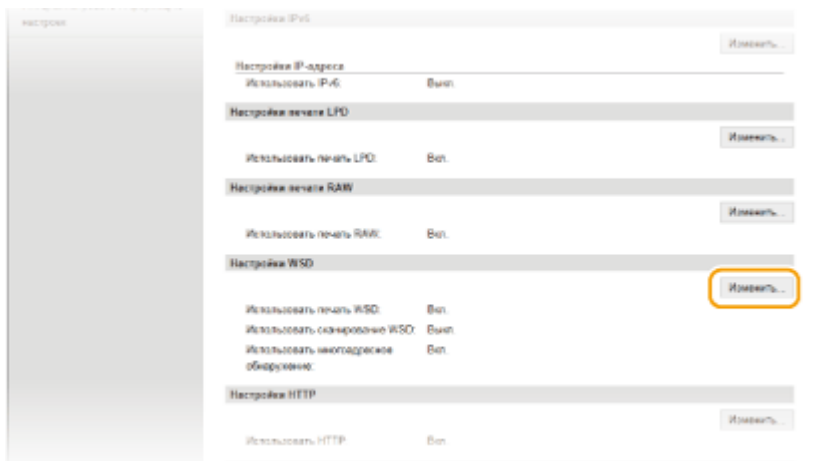 настроек
Настройки IPv6
Изменить...
Настройки IP-адреса
Использовать IPv6: Выкл.
Настройки печати LPD
Изменить...
Использовать печать LPD: Вкл.
Настройки печати RAW
Изменить...
Использовать печать RAW: Вкл.
Настройки WSD
Изменить...
Использовать печать WSD: Вкл.
Использовать сканирование WSD: Выкл.
Использовать многоадресное Вкл.
обнаружение:
Настройки HTTP
Изменить...
Использовать HTTP: Вкл.